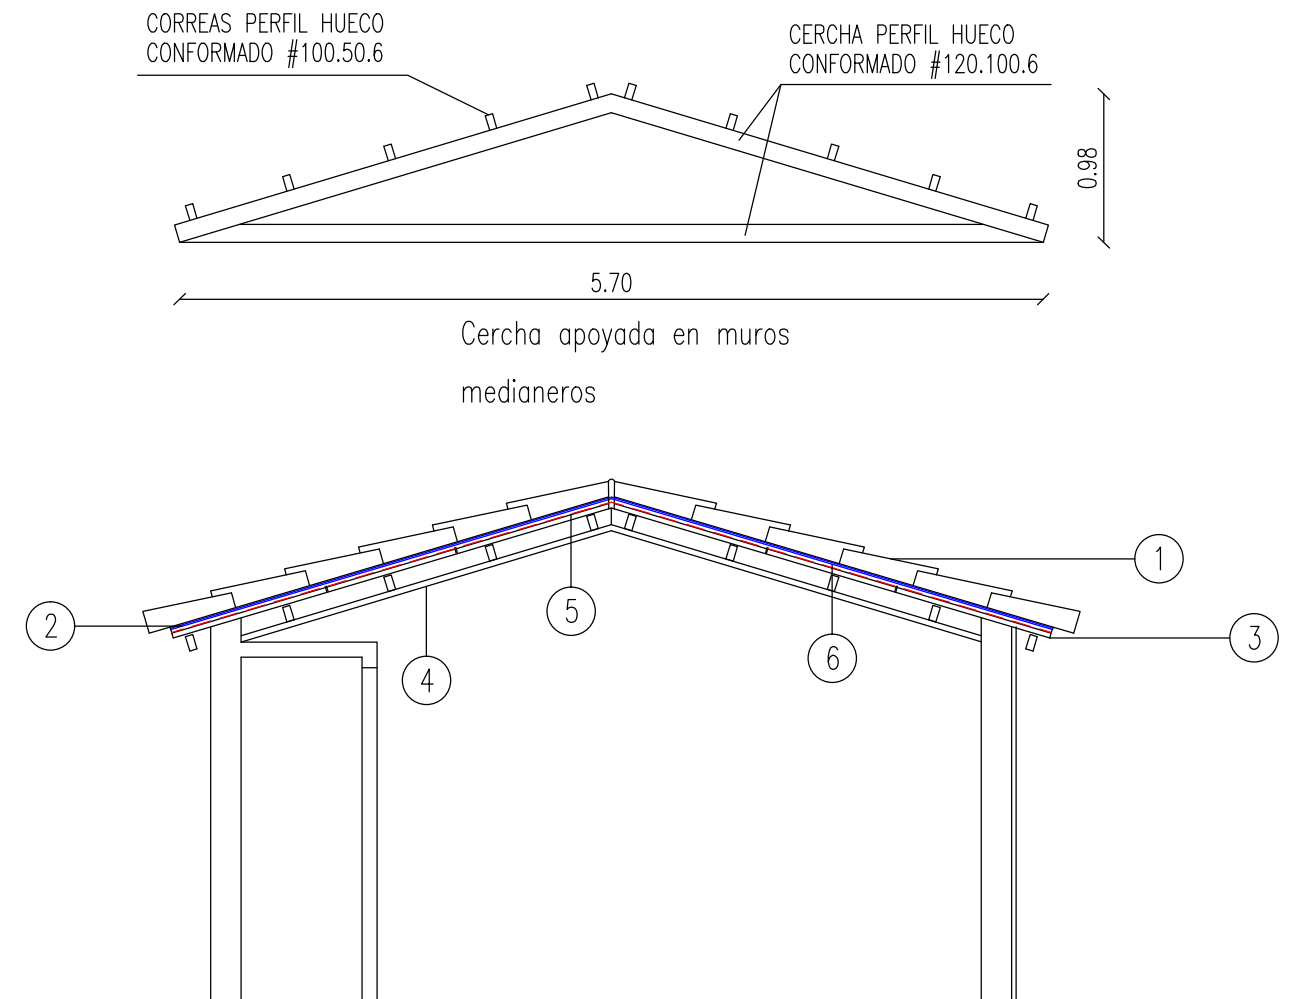 CORREAS PERFIL HUECO
CONFORMADO #100.50.6
CERCHA PERFIL HUECO
CONFORMADO #120.100.6
0.98
5.70
Cercha apoyada en muros
medianeros
1
2
5
3
6
4